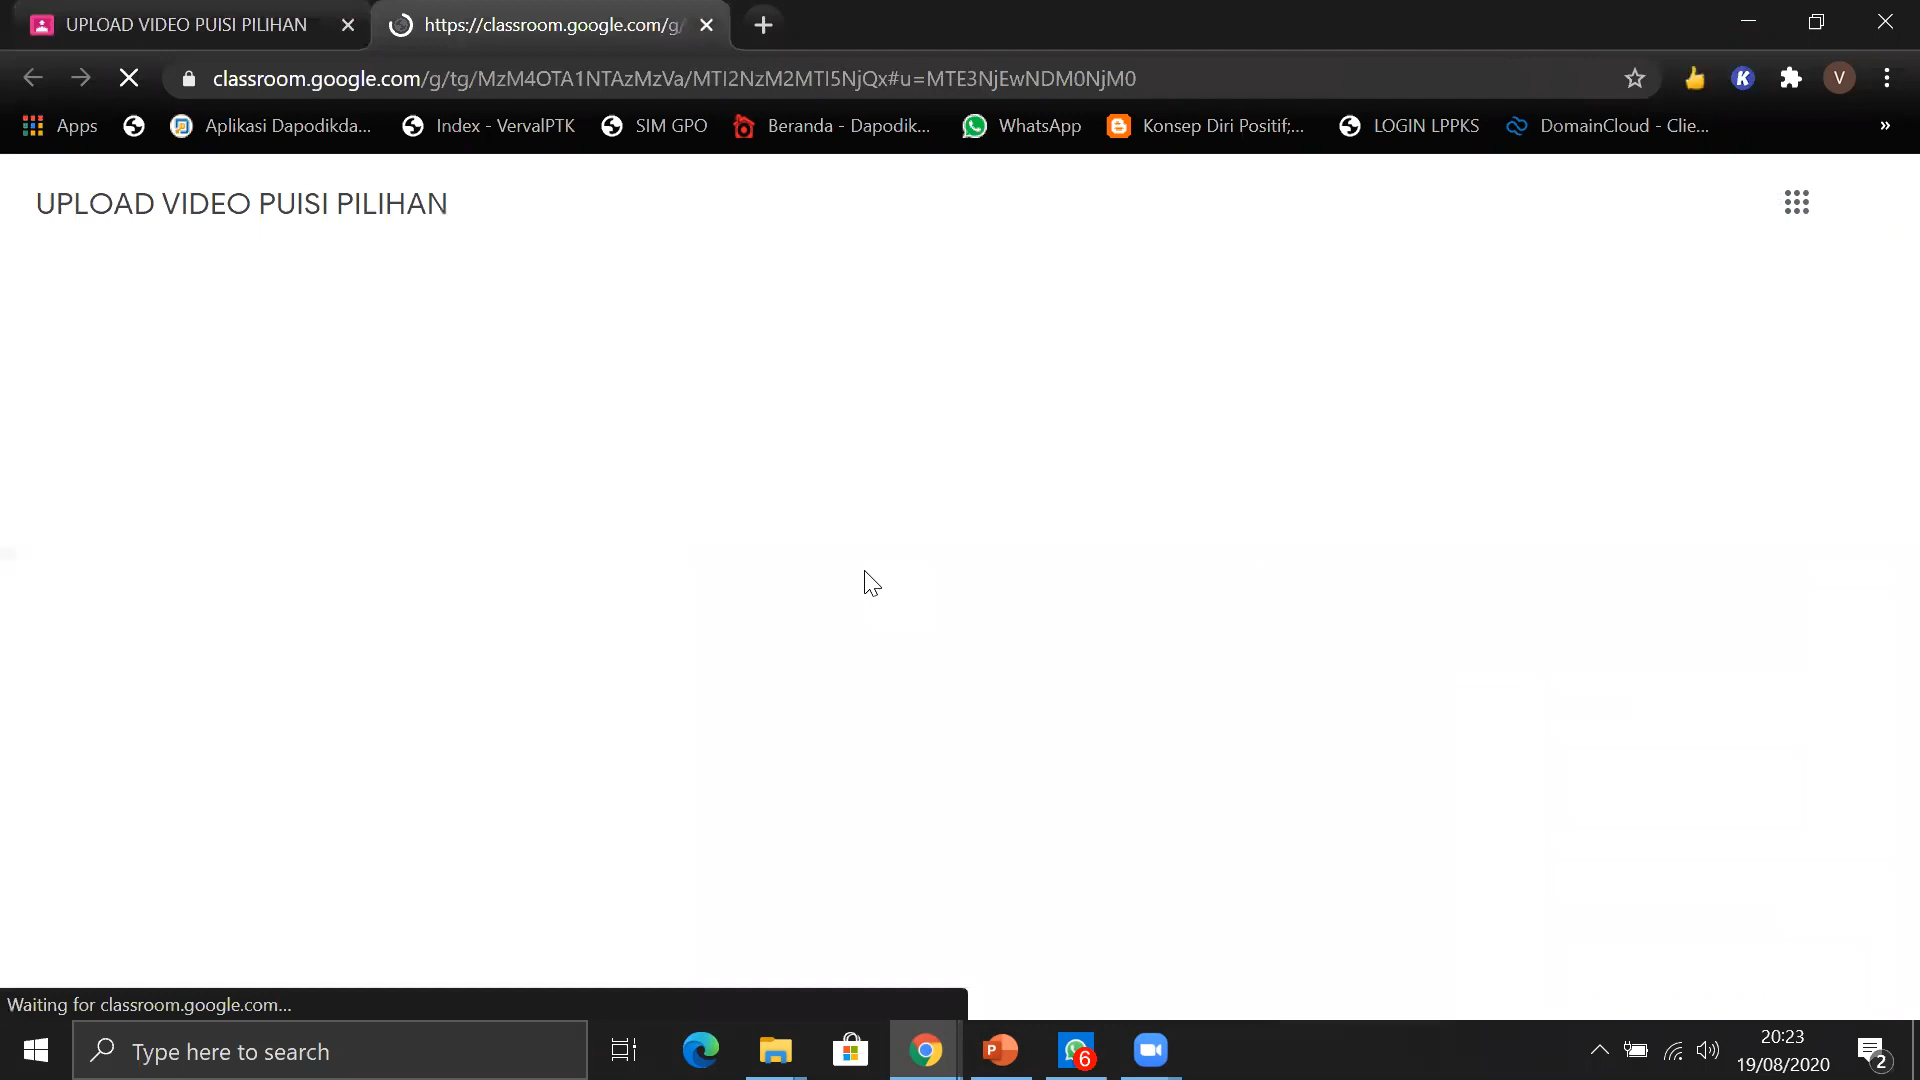 UPLOAD VIDEO PUISI PILIHAN
https://classroom.google.com/g/
classroom.google.com/g/tg/MzM4OTA1NTAzMzVa/MTI2NzM2MTI5NjQx#u=MTE3NjEwNDM0NjM0
V
Apps
Aplikasi Dapodikda...
Index - VervalPTK
SIM GPO
Beranda - Dapodik...
WhatsApp
Konsep Diri Positif;...
LOGIN LPPKS
DomainCloud - Clie...
UPLOAD VIDEO PUISI PILIHAN
Waiting for classroom.google.com...
Type here to search
6
20:23
19/08/2020
2